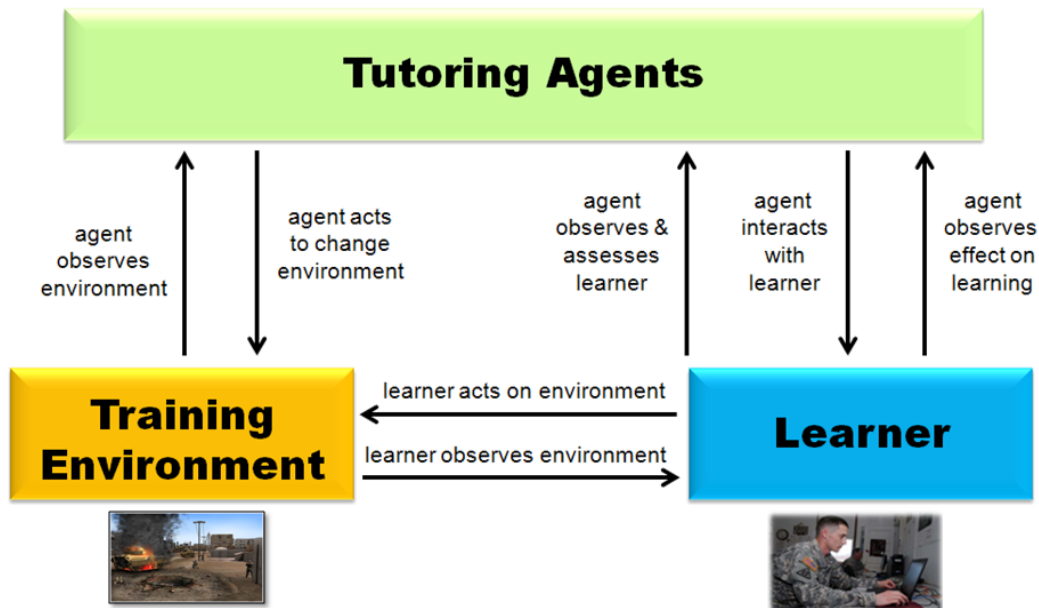 Tutoring Agents
agent
observes
environment
agent acts
to change
environment
agent
observes &
assesses
learner
agent
interacts
with
learner
agent
observes
effect on
learning
Training
Environment
learner acts on environment
learner observes environment
Learner